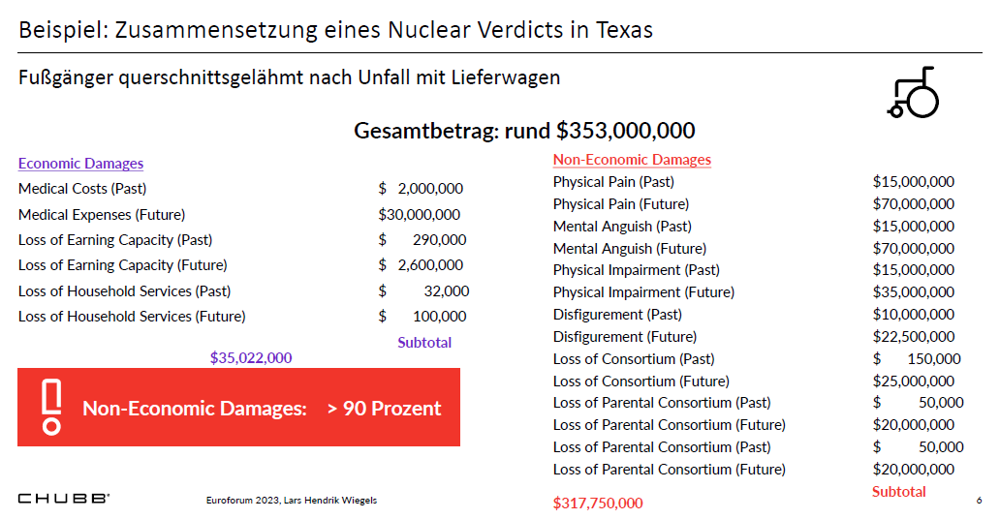 Beispiel: Zusammensetzung eines Nuclear Verdicts in Texas
Fußgänger querschnittsgelähmt nach Unfall mit Lieferwagen
Gesamtbetrag: rund $353,000,000
Economic Damages
Medical Costs (Past) $ 2,000,000
Medical Expenses (Future) $30,000,000
Loss of Earning Capacity (Past) $ 290,000
Loss of Earning Capacity (Future) $ 2,600,000
Loss of Household Services (Past) $ 32,000
Loss of Household Services (Future) $ 100,000
Subtotal
$35,022,000
Non-Economic Damages: > 90 Prozent
Non-Economic Damages
Physical Pain (Past) $15,000,000
Physical Pain (Future) $70,000,000
Mental Anguish (Past) $15,000,000
Mental Anguish (Future) $70,000,000
Physical Impairment (Past) $15,000,000
Physical Impairment (Future) $35,000,000
Disfigurement (Past) $10,000,000
Disfigurement (Future) $22,500,000
Loss of Consortium (Past) $ 150,000
Loss of Consortium (Future) $25,000,000
Loss of Parental Consortium (Past) $ 50,000
Loss of Parental Consortium (Future) $20,000,000
Loss of Parental Consortium (Past) $ 50,000
Loss of Parental Consortium (Future) $20,000,000
Subtotal
$317,750,000
CHUBB®
Euroforum 2023, Lars Hendrik Wiegels
6